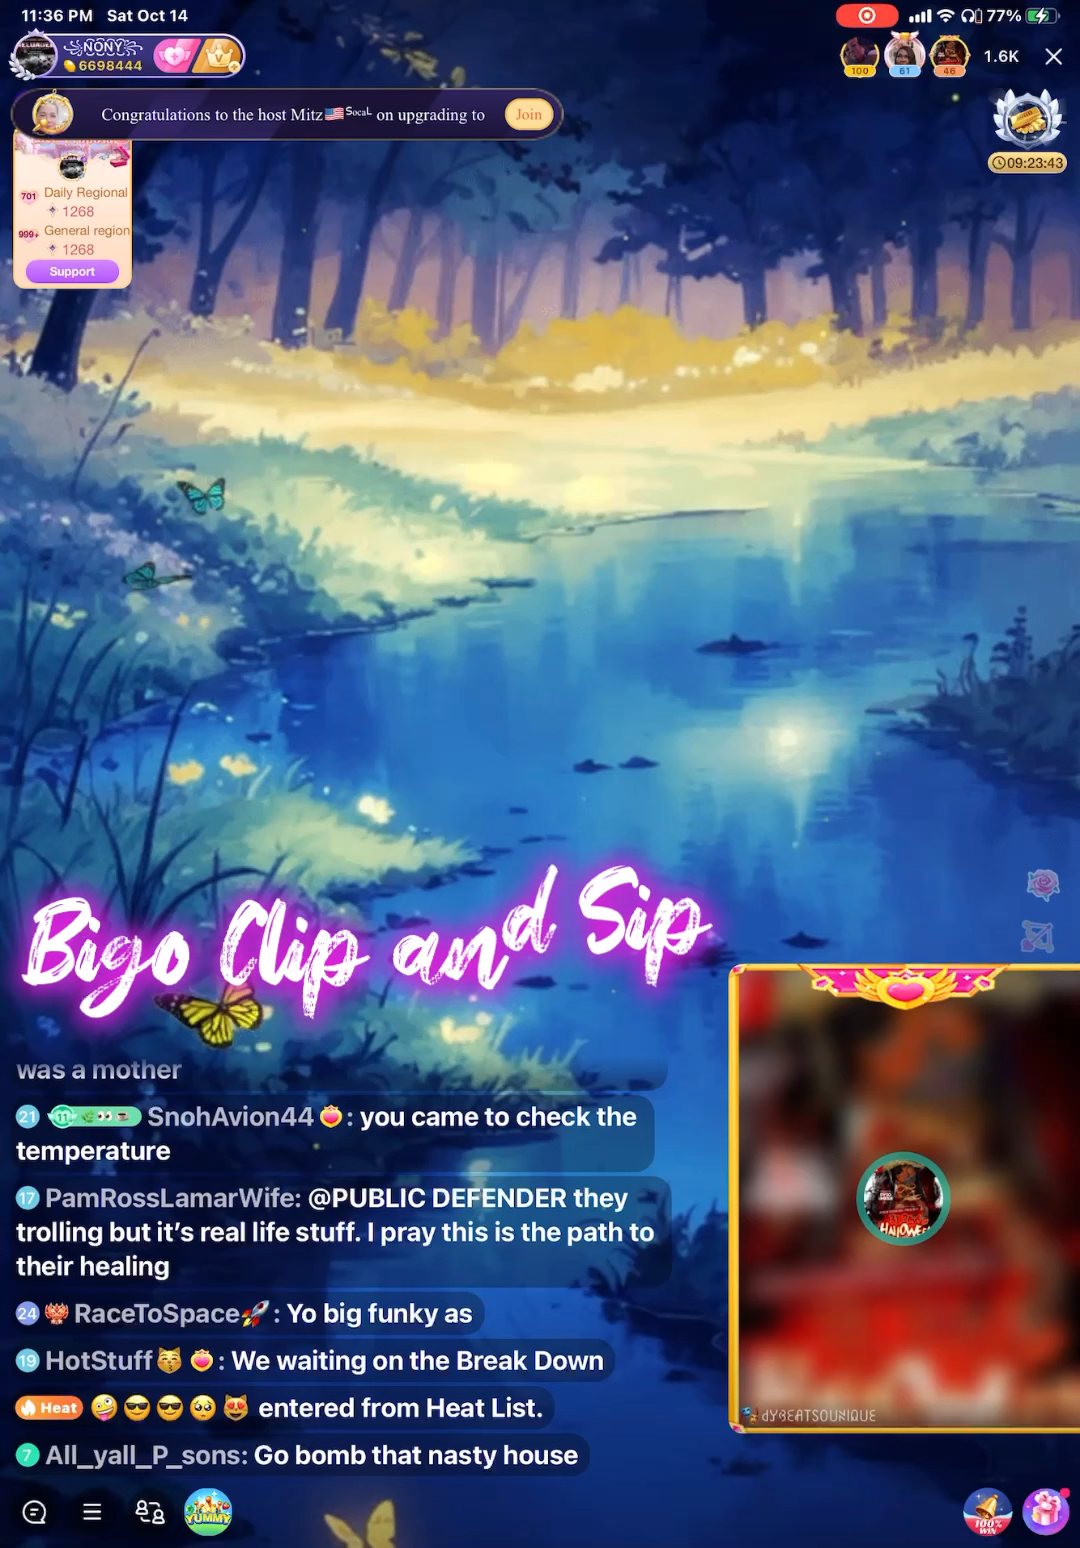 11:36 PM Sat Oct 14
77%
NONY
6698444
100 61 46 1.6K
Congratulations to the host Mitz🇺🇸SocaL on upgrading to Join
09:23:43
701 Daily Regional
1268
999+ General region
1268
Support
Bigo Clip and Sip
was a mother
21 11 SnohAvion44: you came to check the
temperature
17 PamRossLamarWife: @PUBLIC DEFENDER they
trolling but it’s real life stuff. I pray this is the path to
their healing
24 RaceToSpace🚀: Yo big funky as
19 HotStuff😽: We waiting on the Break Down
Heat 🤪😎😎🥺😻 entered from Heat List.
7 All_yall_P_sons: Go bomb that nasty house
dYBEATSOUNIQUE
YUMMY
100% WIN